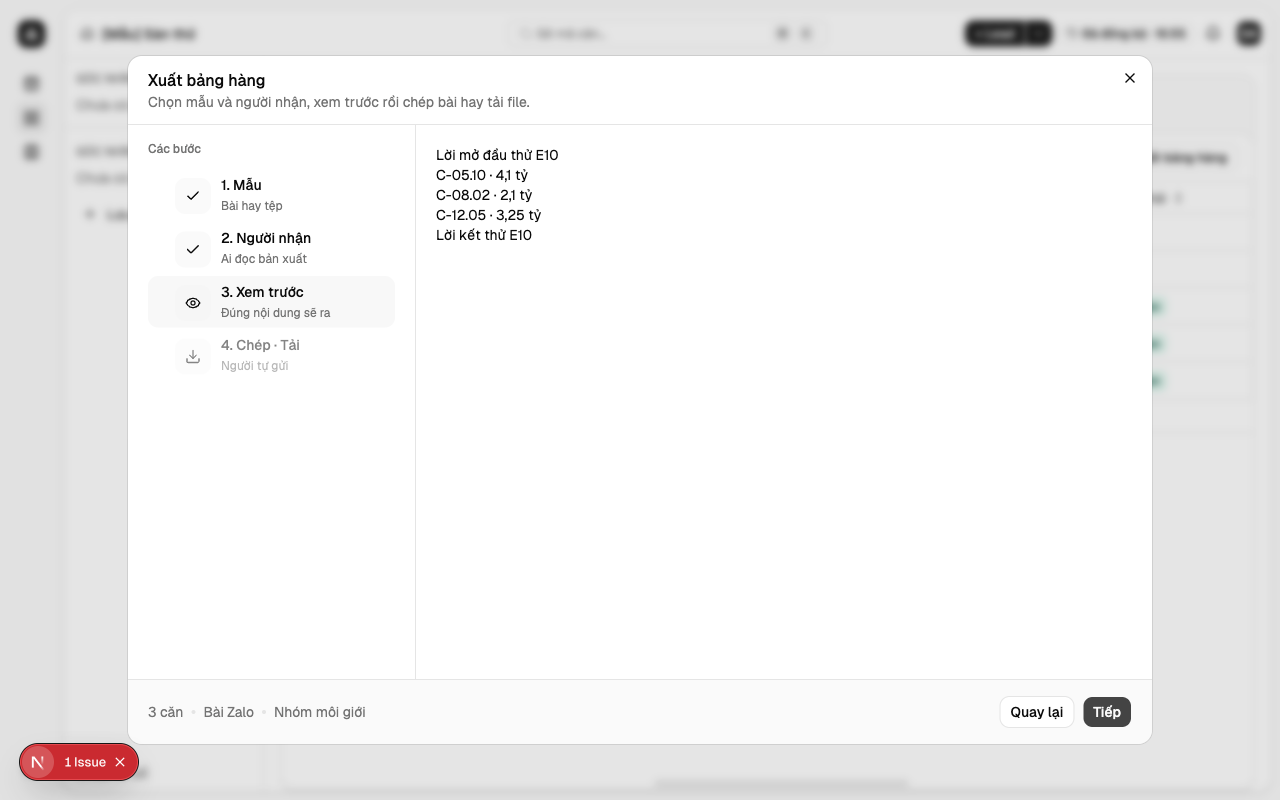 Xuất bảng hàng
Chọn mẫu và người nhận, xem trước rồi chép bài hay tải file.
Các bước
1. Mẫu
Bài hay tệp
2. Người nhận
Ai đọc bản xuất
3. Xem trước
Đúng nội dung sẽ ra
4. Chép · Tải
Người tự gửi
Lời mở đầu thử E10
C-05.10 · 4,1 tỷ
C-08.02 · 2,1 tỷ
C-12.05 · 3,25 tỷ
Lời kết thử E10
3 căn • Bài Zalo • Nhóm môi giới
Quay lại
Tiếp
N
1 Issue